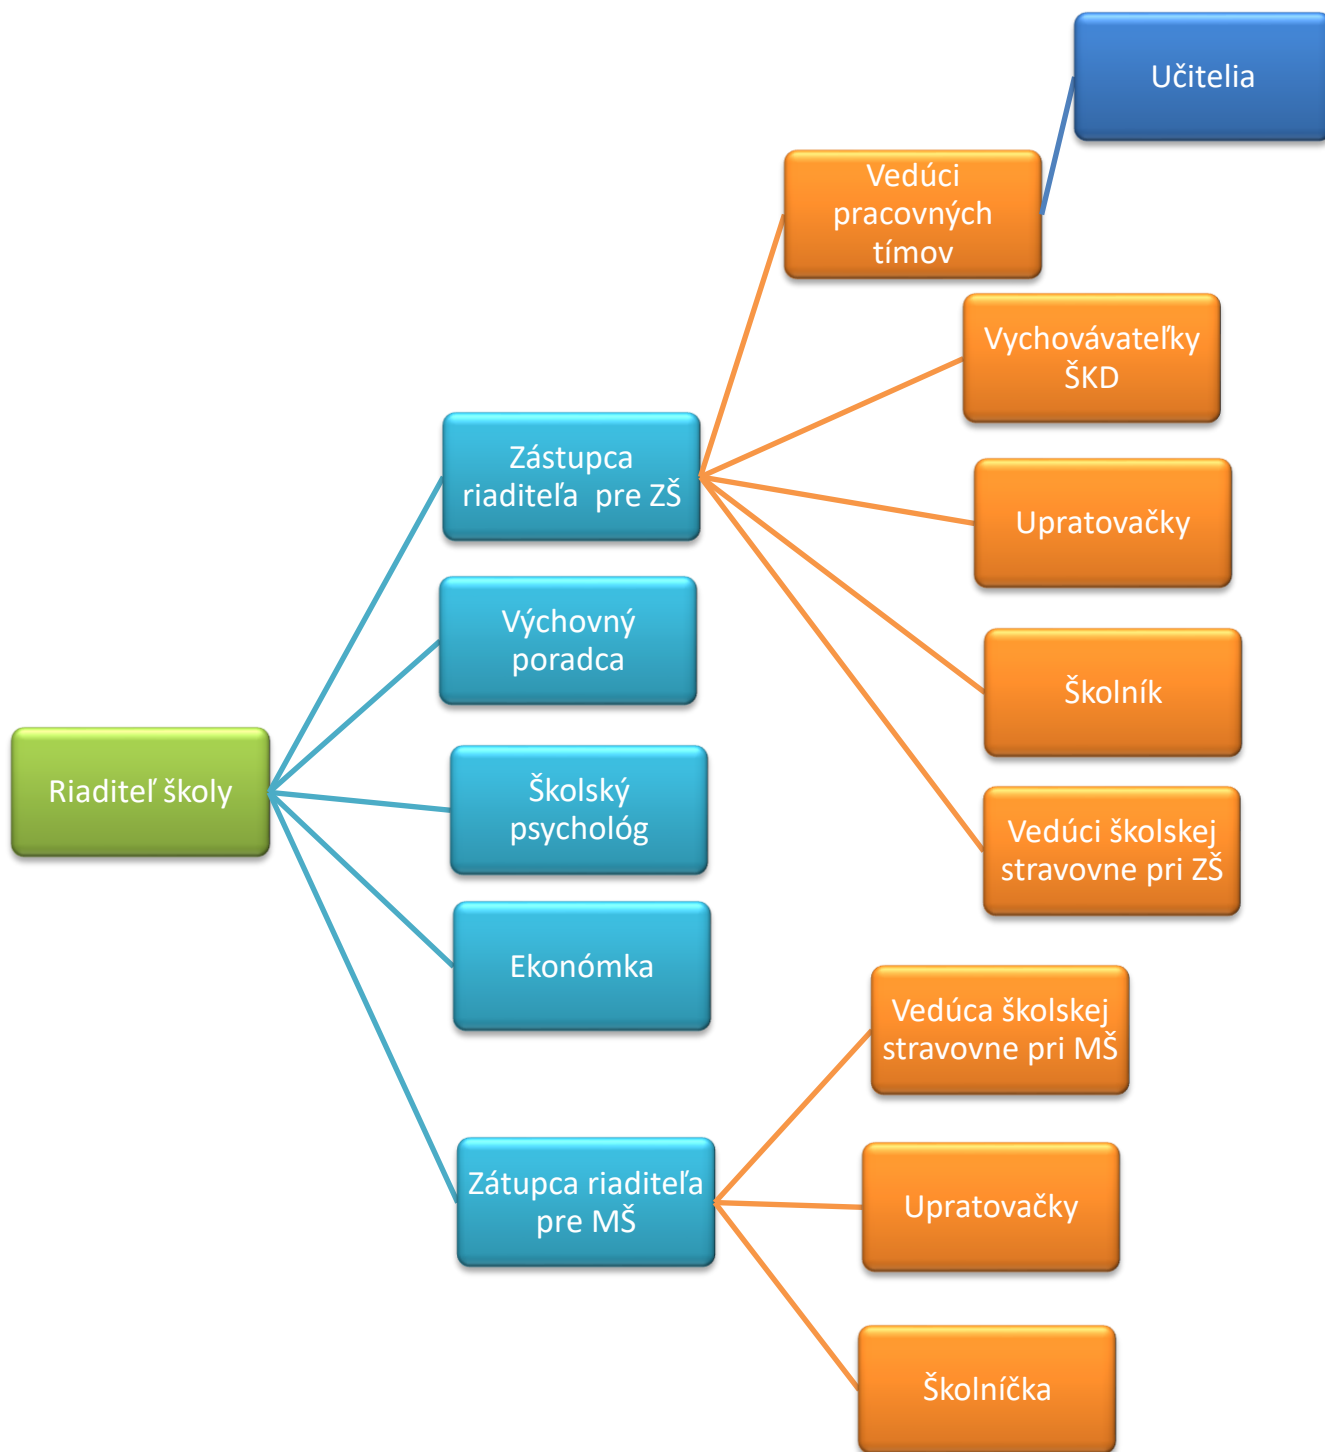 Učitelia
Vedúci
pracovných
tímov
Vychovávateľky
ŠKD
Zástupca
riaditeľa  pre ZŠ
Upratovačky
Výchovný
poradca
Školník
Riaditeľ školy
Školský
psychológ
Vedúci školskej
stravovne pri ZŠ
Ekonómka
Vedúca školskej
stravovne pri MŠ
Zátupca riaditeľa
pre MŠ
Upratovačky
Školníčka